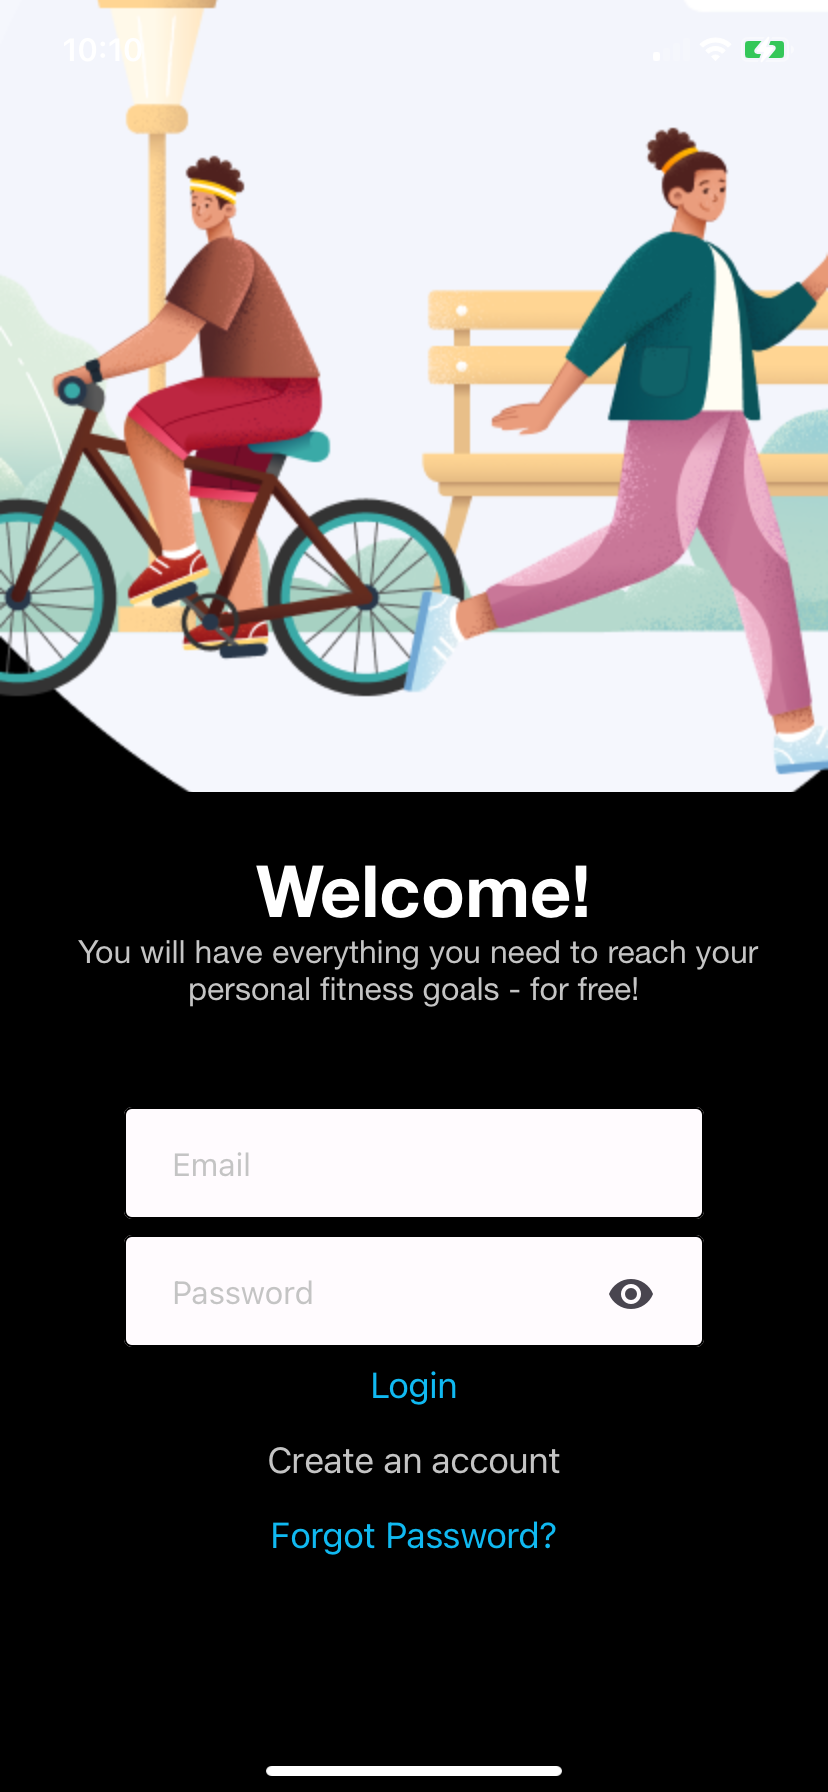 10:10
Welcome!
You will have everything you need to reach your
personal fitness goals - for free!
Email
Password
Login
Create an account
Forgot Password?